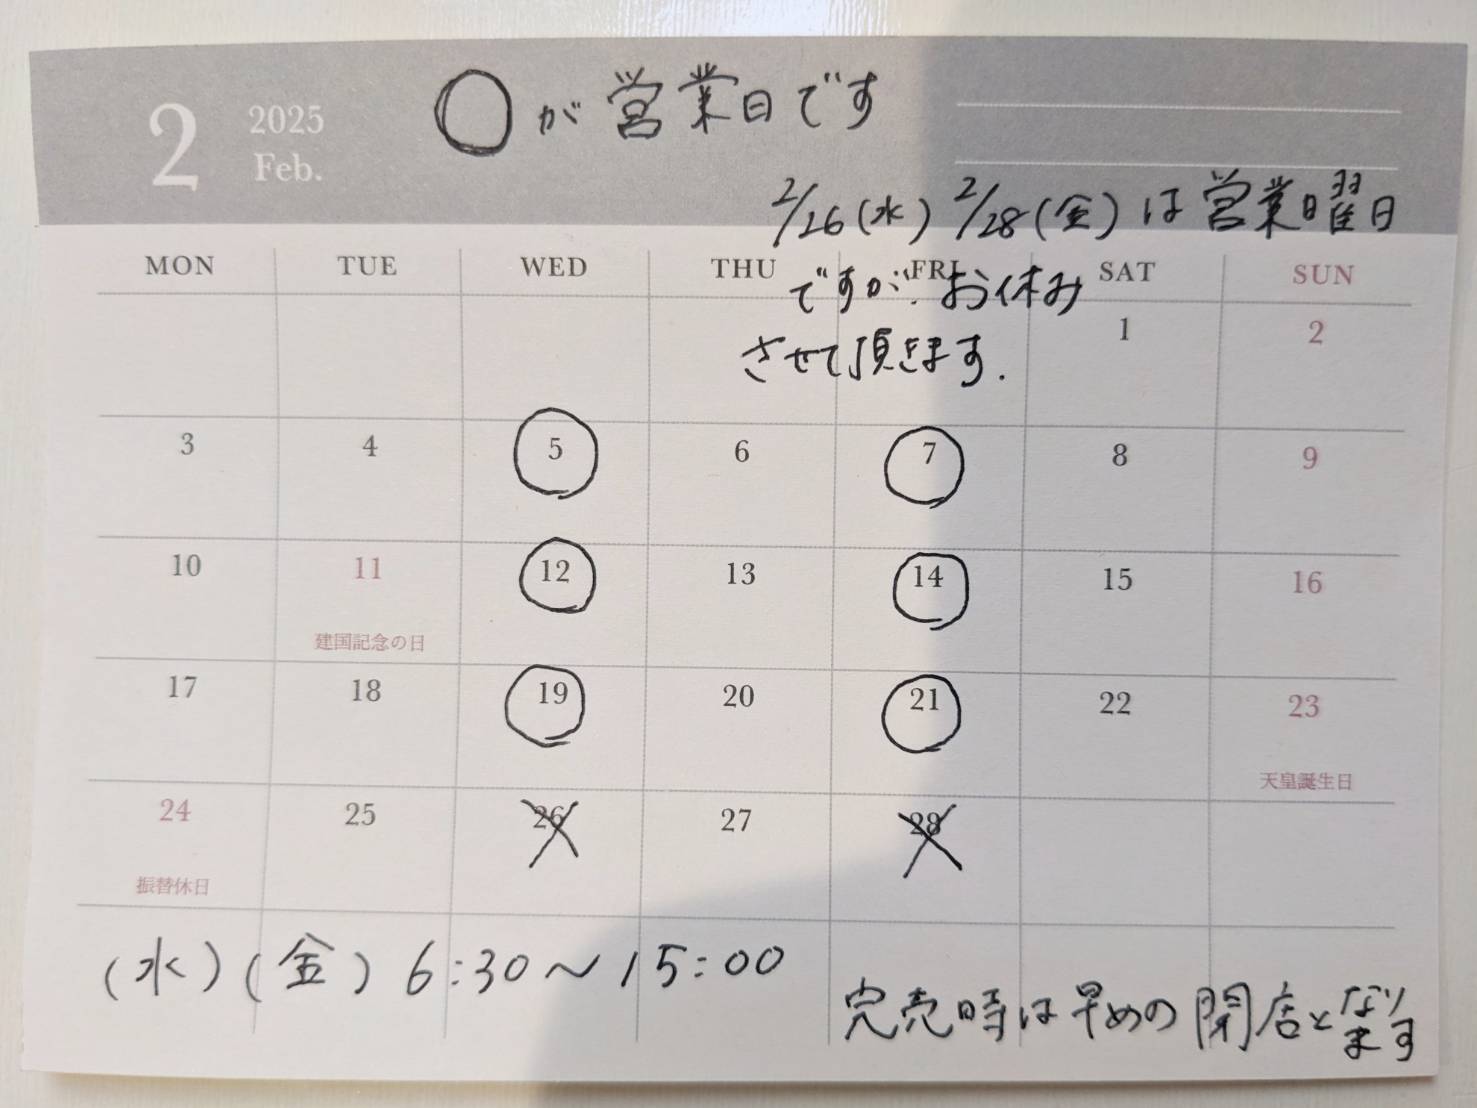 2 2025
Feb.
○が営業日です
2/26(水) 2/28(金)は営業曜日
ですが、お休み
させて頂きます.
MON TUE WED THU FRI SAT SUN
1 2
3 4 5 6 7 8 9
10 11 12 13 14 15 16
建国記念の日
17 18 19 20 21 22 23
天皇誕生日
24 25 26 27 28
振替休日
(水)(金) 6:30~15:00
完売時は早めの閉店となります